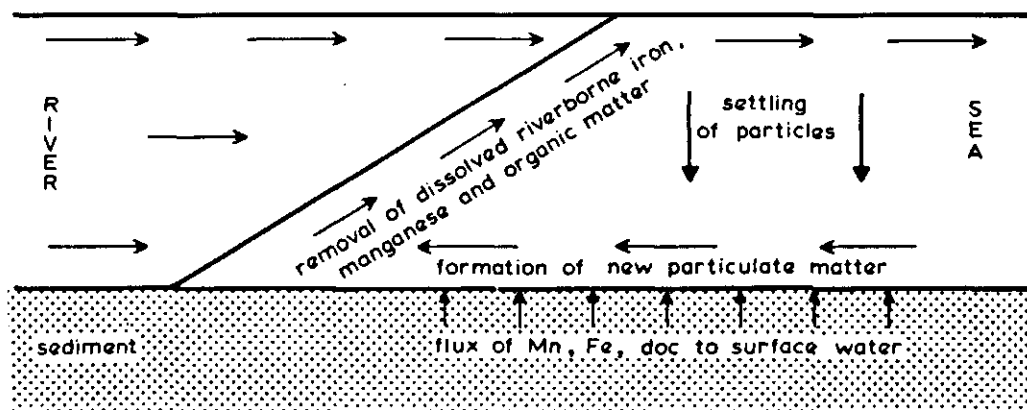 RIVER
removal of dissolved riverborne iron,
manganese and organic matter
settling
of particles
SEA
formation of new particulate matter
sediment
flux of Mn, Fe, doc to surface water